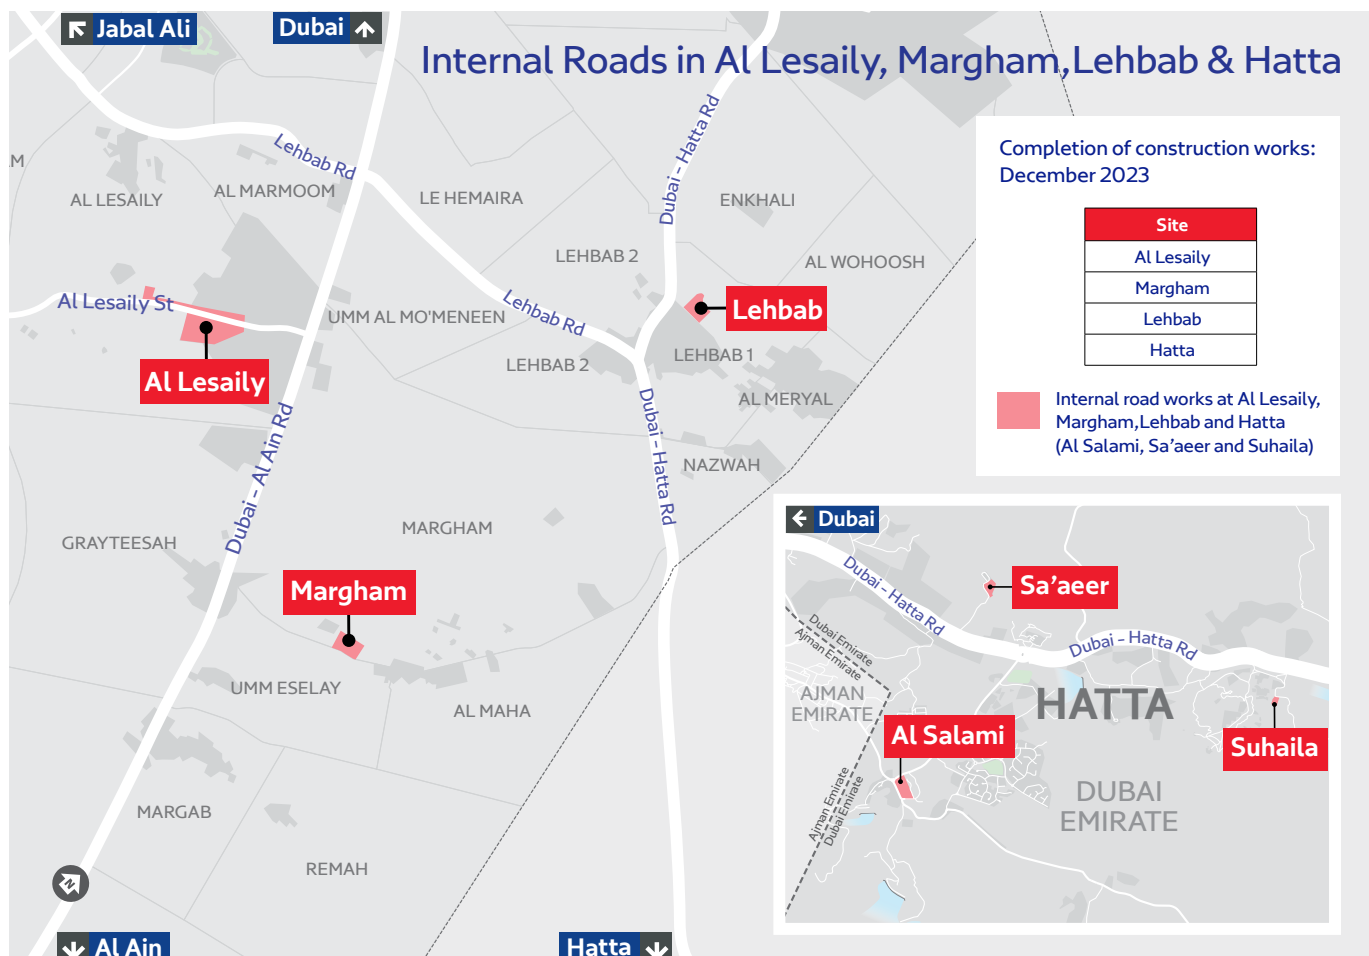 Jabal Ali
Dubai
Internal Roads in Al Lesaily, Margham,Lehbab & Hatta
Completion of construction works:
December 2023
Site
Al Lesaily
Margham
Lehbab
Hatta
Internal road works at Al Lesaily,
Margham,Lehbab and Hatta
(Al Salami, Sa’aeer and Suhaila)
Lehbab Rd
Dubai - Hatta Rd
AM
AL LESAILY
AL MARMOOM
LE HEMAIRA
ENKHALI
LEHBAB 2
AL WOHOOSH
Al Lesaily St
UMM AL MO'MENEEN
Lehbab Rd
Lehbab
LEHBAB 2
LEHBAB 1
Al Lesaily
AL MERYAL
Dubai - Al Ain Rd
Dubai - Hatta Rd
NAZWAH
MARGHAM
GRAYTEESAH
Margham
UMM ESELAY
AL MAHA
MARGAB
REMAH
N
Al Ain
Hatta
Dubai
Dubai - Hatta Rd
Sa’aeer
Dubai Emirate
Ajman Emirate
Dubai - Hatta Rd
AJMAN
EMIRATE
HATTA
Al Salami
Suhaila
Ajman Emirate
Dubai Emirate
DUBAI
EMIRATE